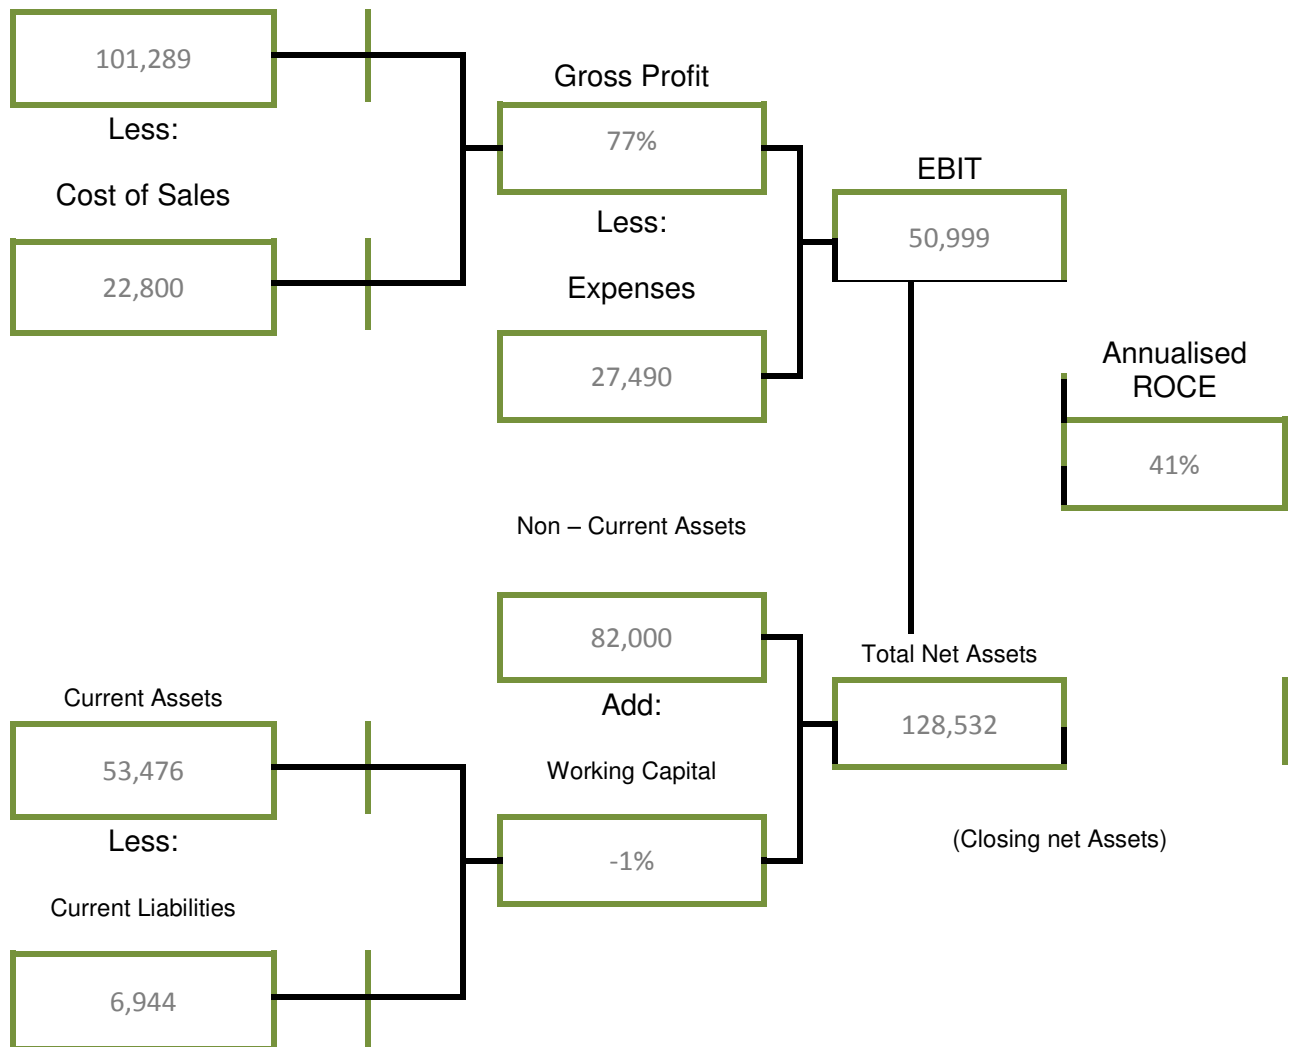 101,289
Less:
Cost of Sales
22,800
Gross Profit
77%
Less:
Expenses
27,490
EBIT
50,999
Annualised
ROCE
41%
Non – Current Assets
82,000
Add:
Working Capital
-1%
Total Net Assets
128,532
(Closing net Assets)
Current Assets
53,476
Less:
Current Liabilities
6,944